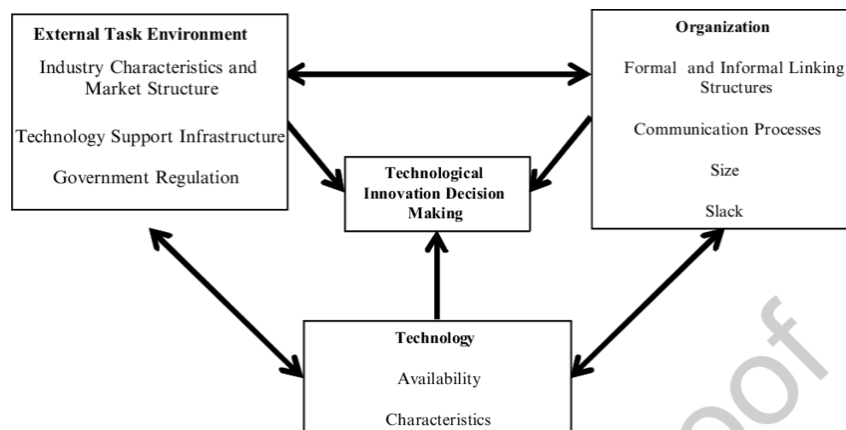 External Task Environment
Industry Characteristics and
Market Structure
Technology Support Infrastructure
Government Regulation
Organization
Formal and Informal Linking
Structures
Communication Processes
Size
Slack
Technological
Innovation Decision
Making
Technology
Availability
Characteristics
oof